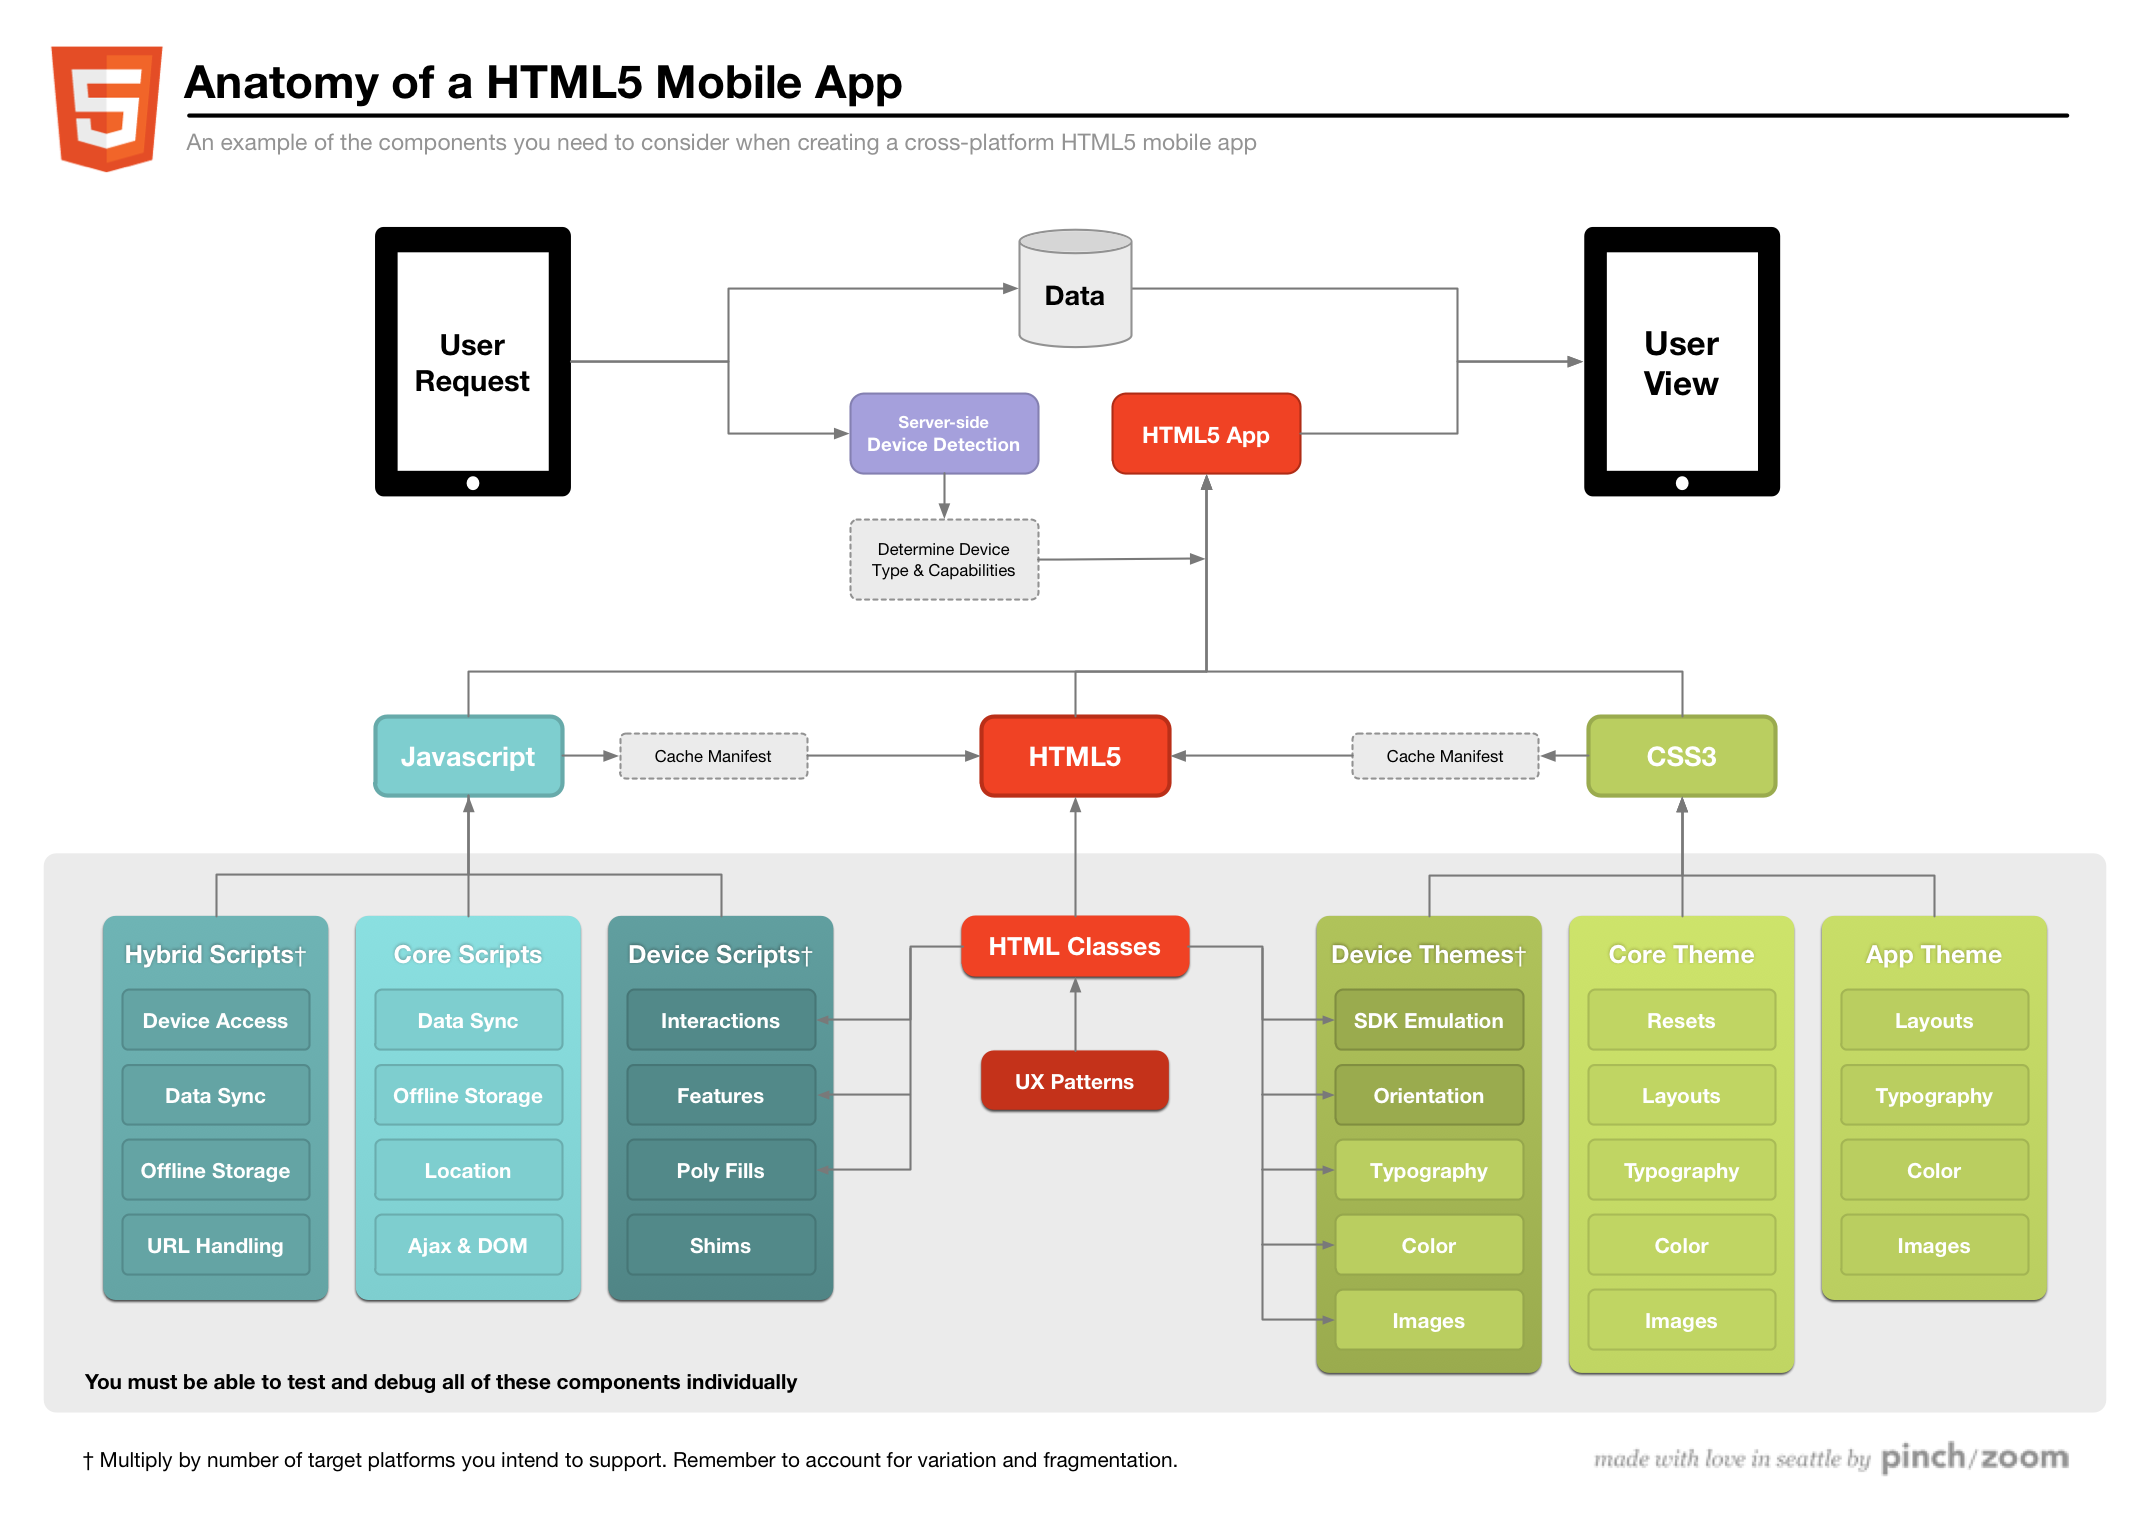 Anatomy of a HTML5 Mobile App
An example of the components you need to consider when creating a cross-platform HTML5 mobile app
User
Request
Data
User
View
Server-side
Device Detection
HTML5 App
Determine Device
Type & Capabilities
Javascript
Cache Manifest
HTML5
Cache Manifest
CSS3
Hybrid Scripts†
Device Access
Data Sync
Offline Storage
URL Handling
Core Scripts
Data Sync
Offline Storage
Location
Ajax & DOM
Device Scripts†
Interactions
Features
Poly Fills
Shims
HTML Classes
UX Patterns
Device Themes†
SDK Emulation
Orientation
Typography
Color
Images
Core Theme
Resets
Layouts
Typography
Color
Images
App Theme
Layouts
Typography
Color
Images
You must be able to test and debug all of these components individually
† Multiply by number of target platforms you intend to support. Remember to account for variation and fragmentation.
made with love in seattle by pinch/zoom